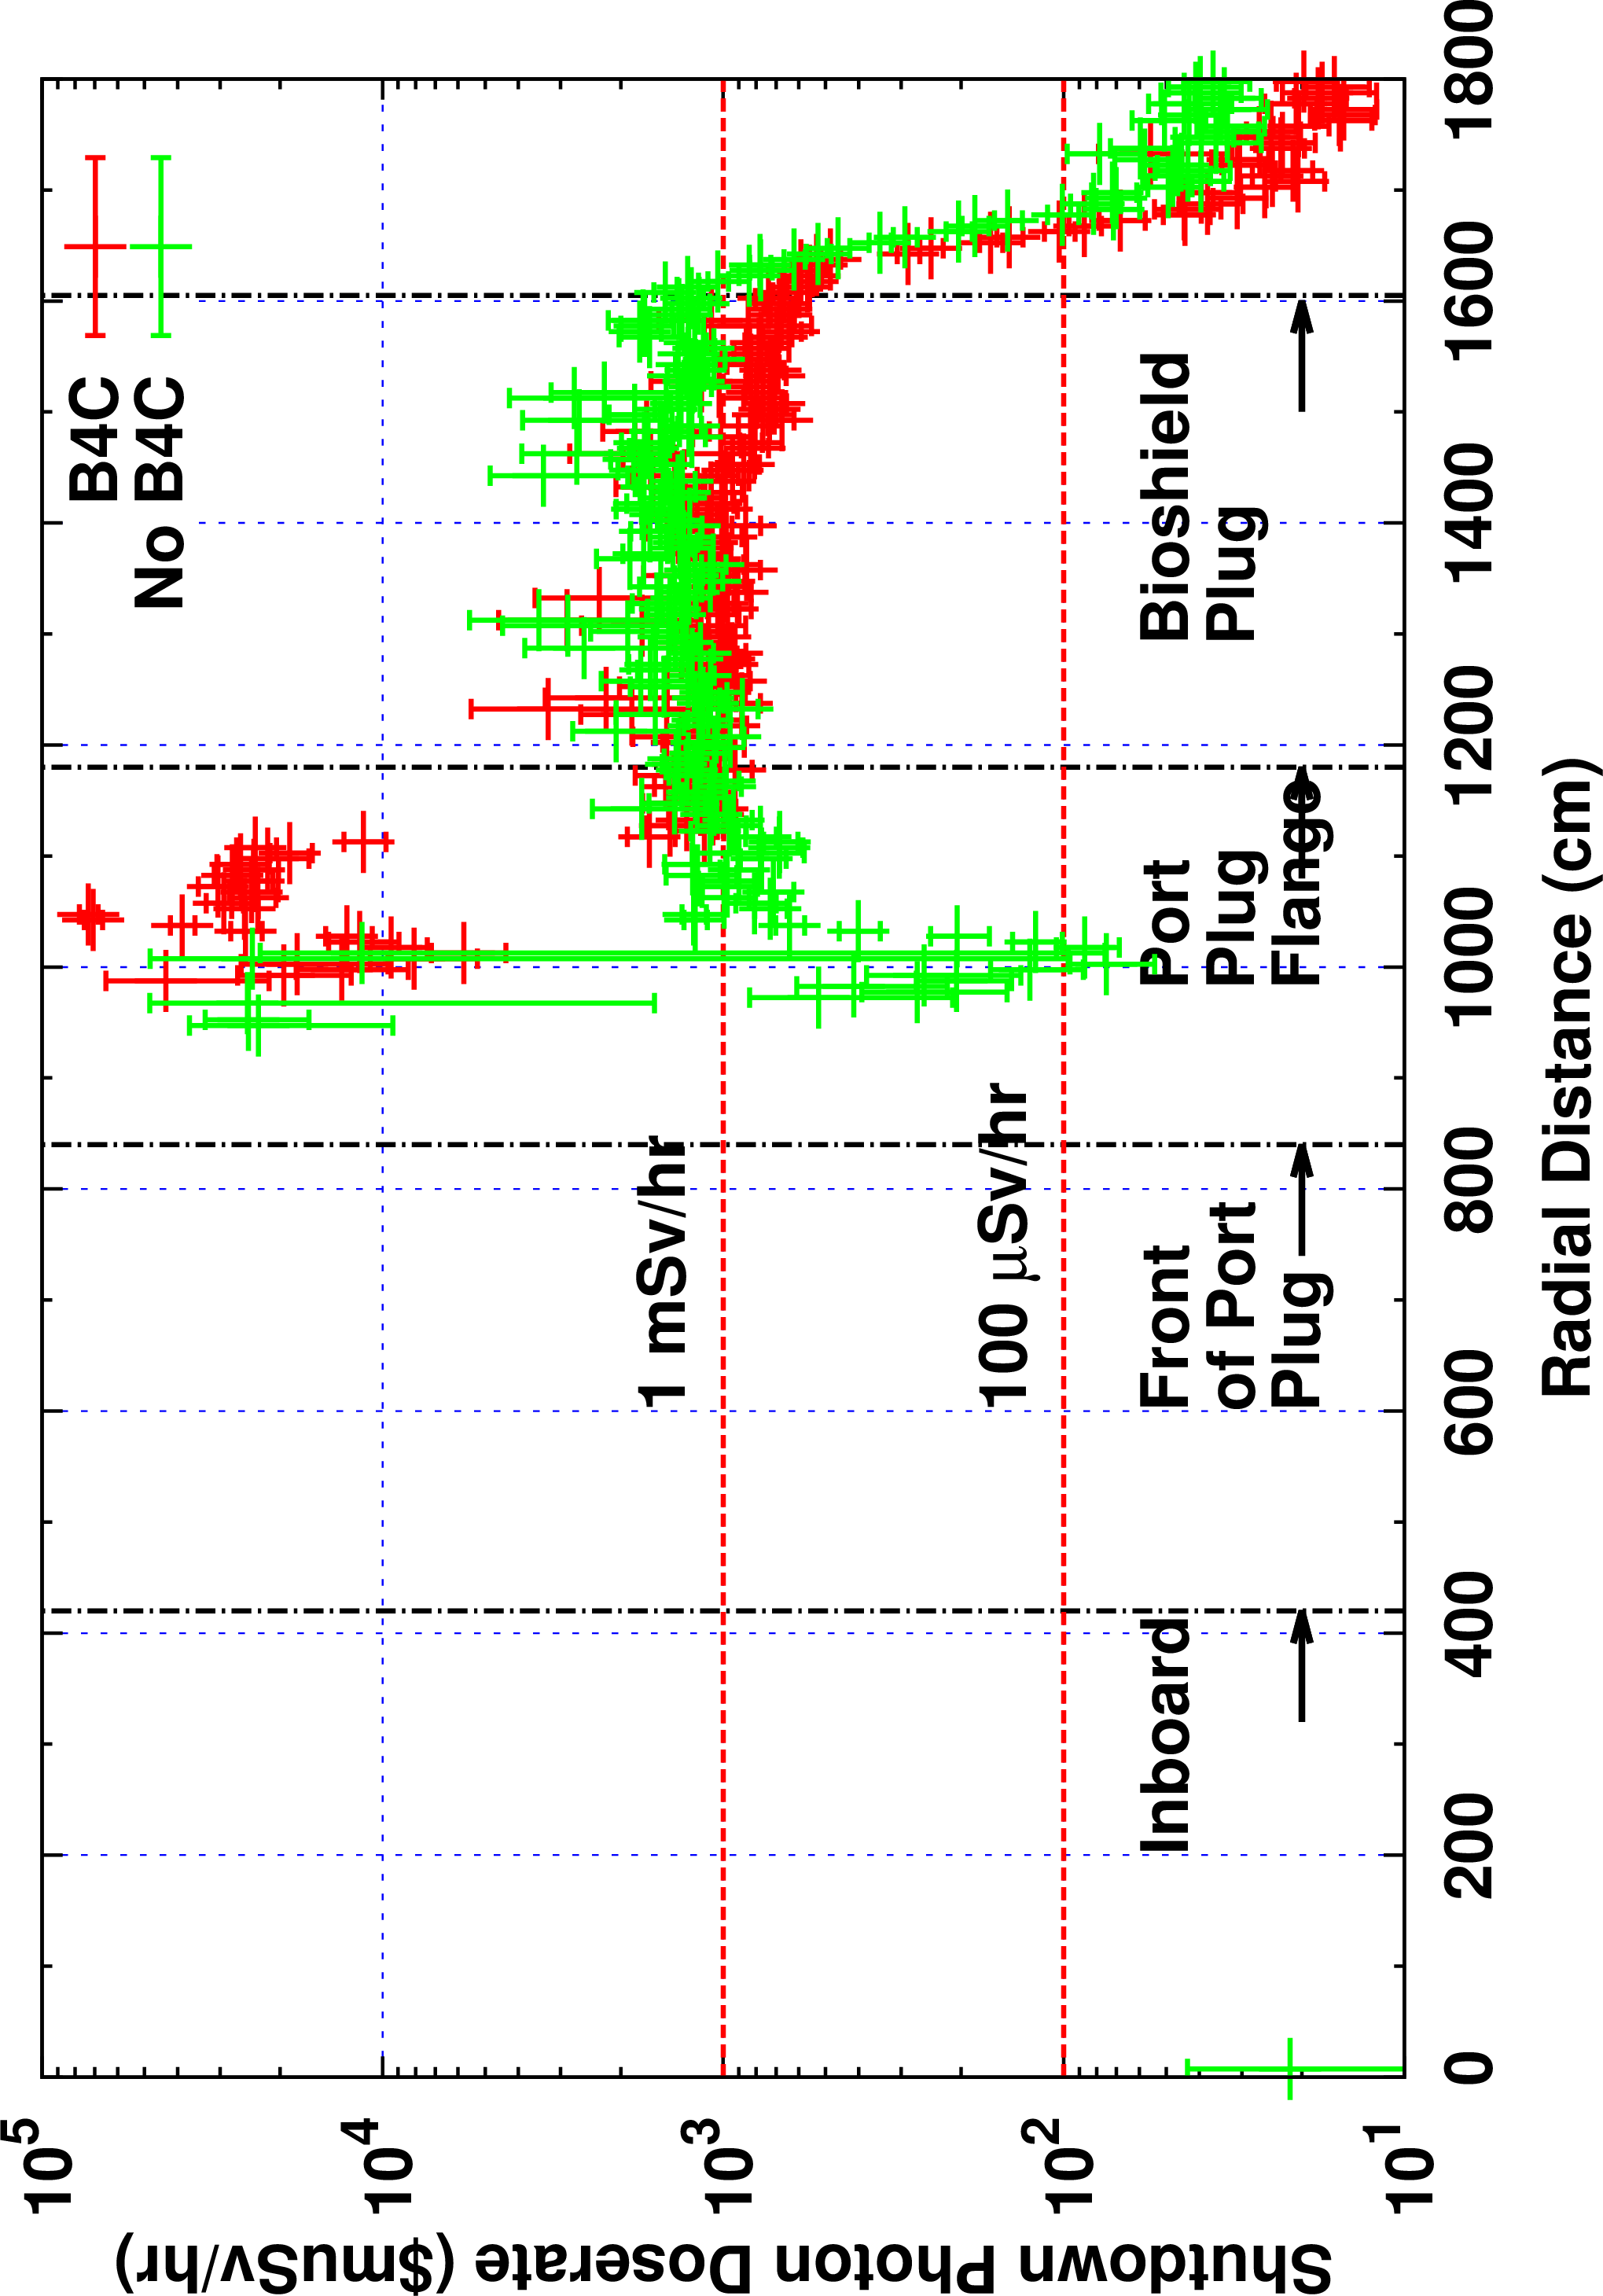 B4C
No B4C
10^5
10^4
10^3
10^2
10^1
Shutdown Photon Doserate ($muSv/hr)
1 mSv/hr
100 μSv/hr
Inboard
Front
of Port
Plug
Port
Plug
Flange
Bioshield
Plug
0 200 400 600 800 1000 1200 1400 1600 1800
Radial Distance (cm)